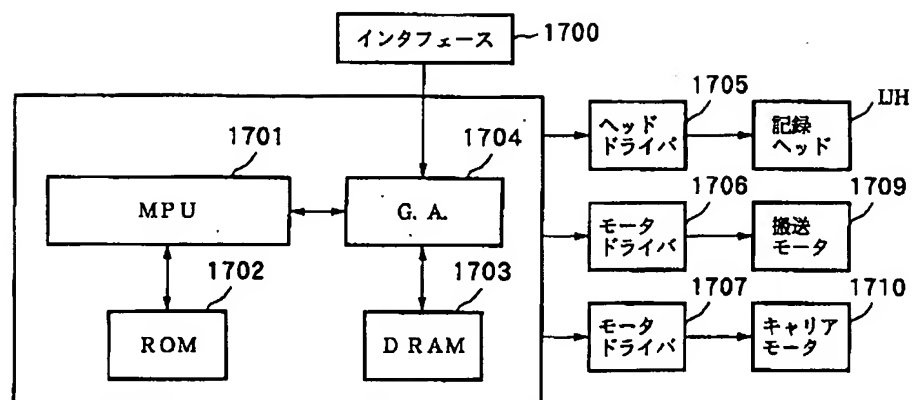 インタフェース
1700
1701
MPU
1704
G. A.
1702
ROM
1703
DRAM
1705
ヘッド
ドライバ
IJH
記録
ヘッド
1706
モータ
ドライバ
1709
搬送
モータ
1707
モータ
ドライバ
1710
キャリア
モータ